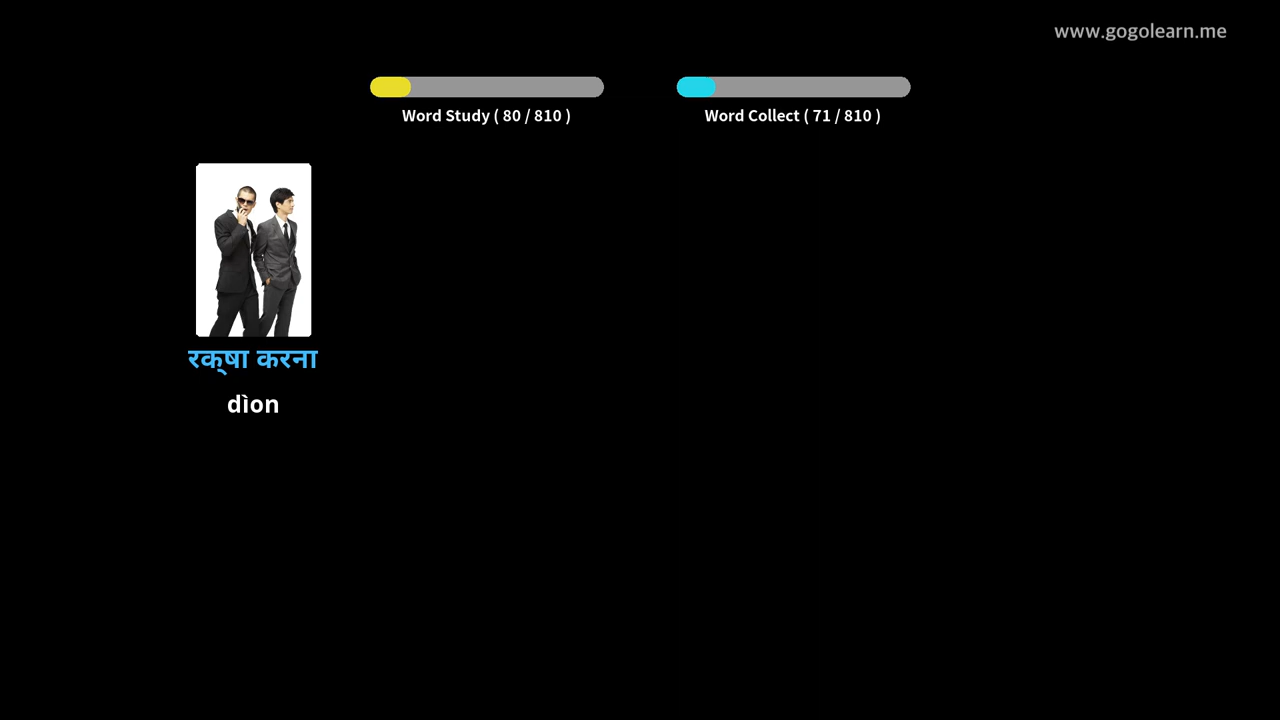 www.gogolearn.me
Word Study ( 80 / 810 )
Word Collect ( 71 / 810 )
रक्षा करना
dìon